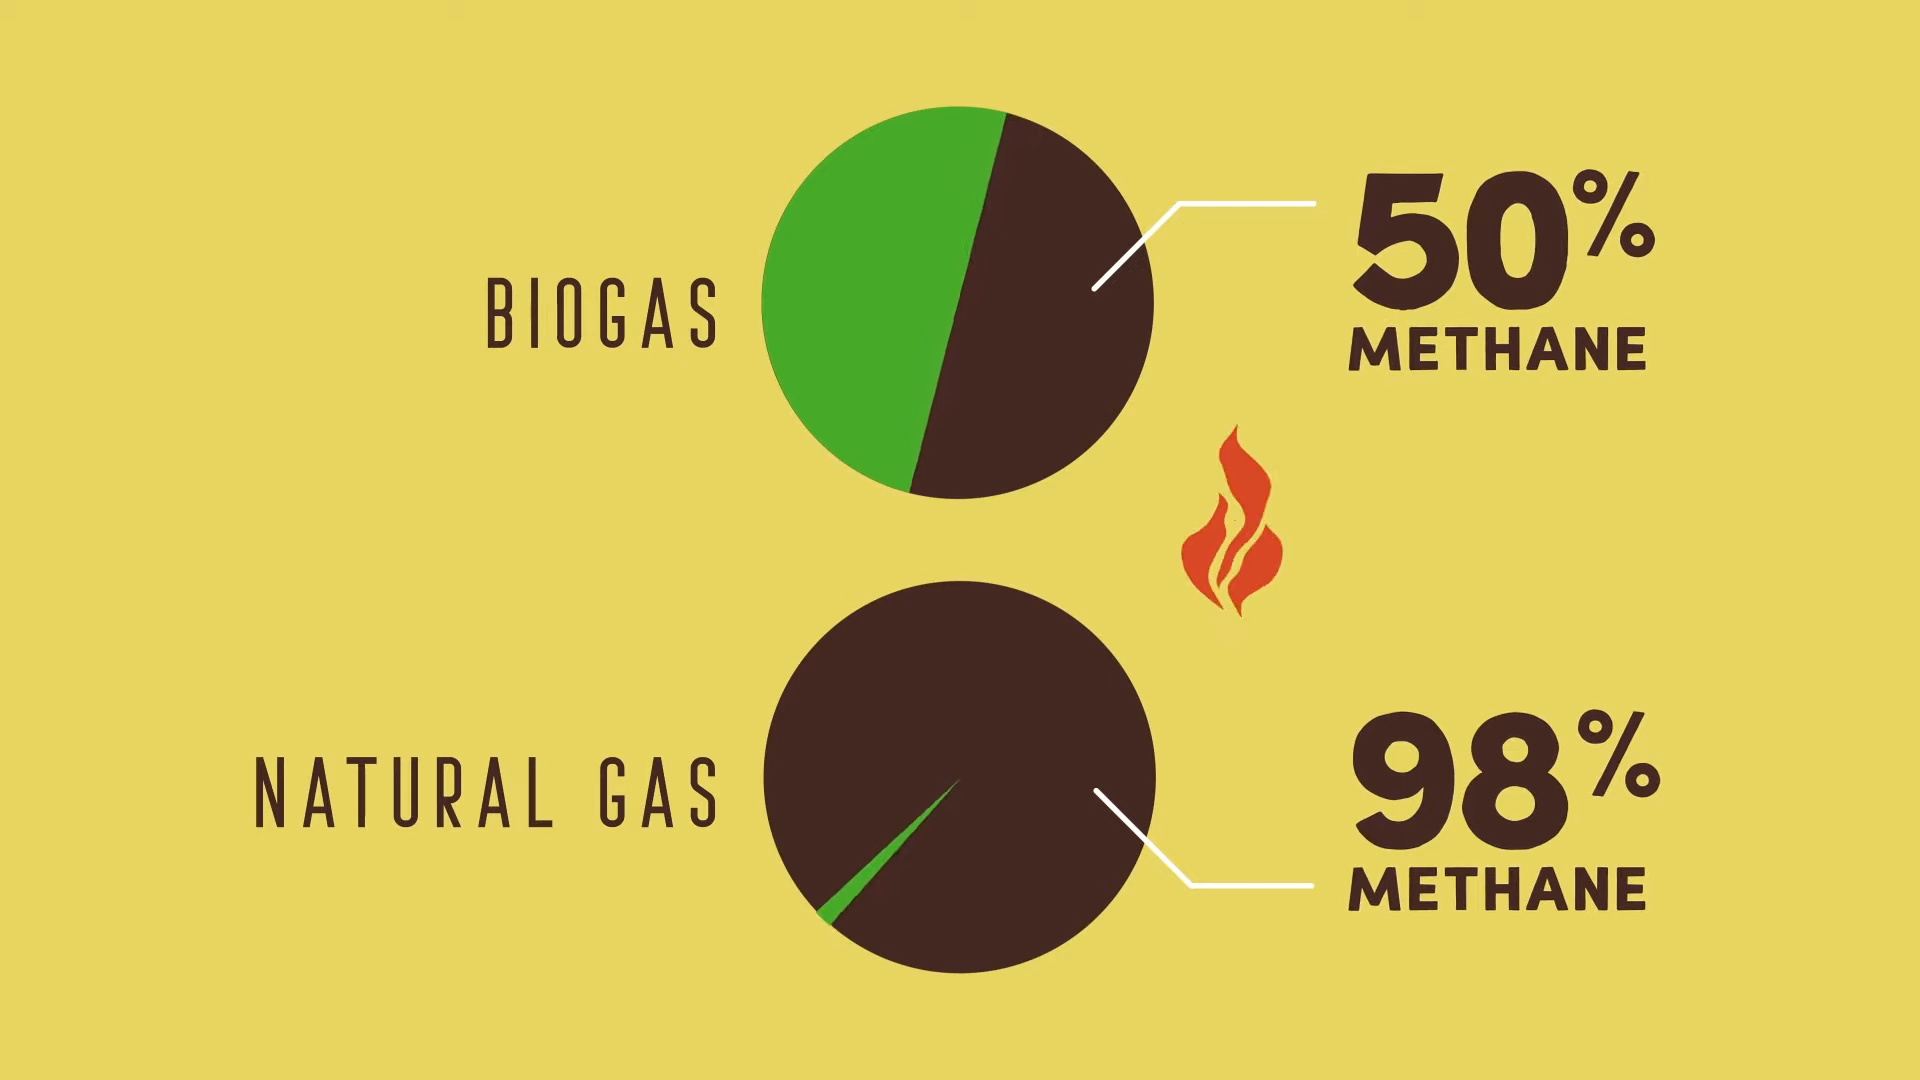 BIOGAS
50%
METHANE
NATURAL GAS
98%
METHANE